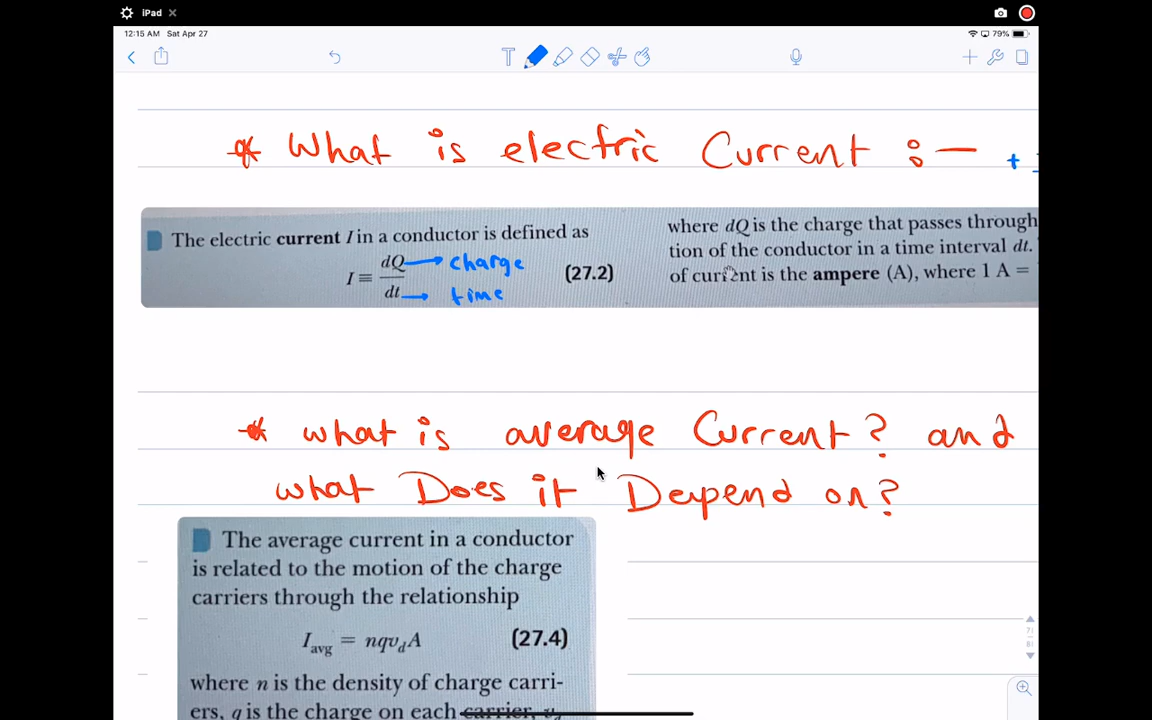 iPad
12:15 AM Sat Apr 27
79%
T
* What is electric Current :-
The electric current I in a conductor is defined as
I ≡ dQ/dt (27.2)
charge
time
where dQ is the charge that passes through
tion of the conductor in a time interval dt.
of current is the ampere (A), where 1 A =
* what is average Current? and
what Does it Depend on?
The average current in a conductor
is related to the motion of the charge
carriers through the relationship
Iavg = nqvdA (27.4)
where n is the density of charge carri-
ers, q is the charge on each carrier,